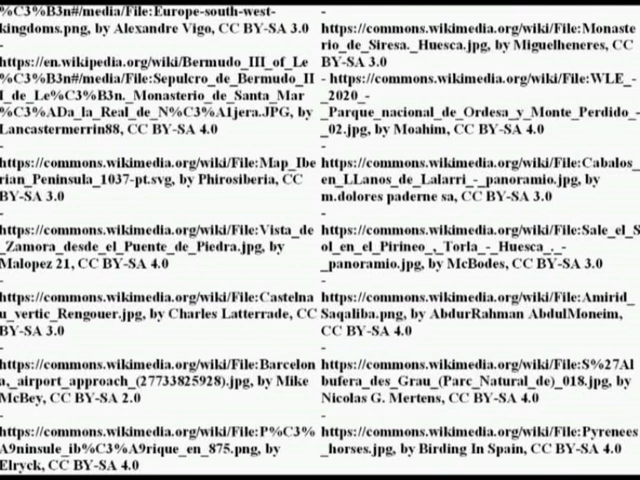 %C3%B3n#/media/File:Europe-south-west-
kingdoms.png, by Alexandre Vigo, CC BY-SA 3.0
-
https://en.wikipedia.org/wiki/Bermudo_III_of_Le
%C3%B3n#/media/File:Sepulcro_de_Bermudo_II
I_de_Le%C3%B3n._Monasterio_de_Santa_Mar
%C3%ADa_la_Real_de_N%C3%A1jera.JPG, by
Lancastermerrin88, CC BY-SA 4.0
-
https://commons.wikimedia.org/wiki/File:Map_Ibe
rian_Peninsula_1037-pt.svg, by Phirosiberia, CC
BY-SA 3.0
-
https://commons.wikimedia.org/wiki/File:Vista_de
_Zamora_desde_el_Puente_de_Piedra.jpg, by
Malopez 21, CC BY-SA 4.0
-
https://commons.wikimedia.org/wiki/File:Castelna
u_vertic_Rengouer.jpg, by Charles Latterrade, CC
BY-SA 3.0
-
https://commons.wikimedia.org/wiki/File:Barcelon
a,_airport_approach_(27733825928).jpg, by Mike
McBey, CC BY-SA 2.0
-
https://commons.wikimedia.org/wiki/File:P%C3%
A9ninsule_ib%C3%A9rique_en_875.png, by
Elryck, CC BY-SA 4.0
-
https://commons.wikimedia.org/wiki/File:Monaste
rio_de_Siresa._Huesca.jpg, by Miguelheneres, CC
BY-SA 3.0
- https://commons.wikimedia.org/wiki/File:WLE_-
_2020_-
_Parque_nacional_de_Ordesa_y_Monte_Perdido_-
_02.jpg, by Moahim, CC BY-SA 4.0
-
https://commons.wikimedia.org/wiki/File:Cabalos_
en_LLanos_de_Lalarri_-_panoramio.jpg, by
m.dolores paderne sa, CC BY-SA 3.0
-
https://commons.wikimedia.org/wiki/File:Sale_el_S
ol_en_el_Pirineo_,_Torla_-_Huesca_._-
_panoramio.jpg, by McBodes, CC BY-SA 3.0
-
https://commons.wikimedia.org/wiki/File:Amirid_
Saqaliba.png, by AbdurRahman AbdulMoneim,
CC BY-SA 4.0
-
https://commons.wikimedia.org/wiki/File:S%27Al
bufera_des_Grau_(Parc_Natural_de)_018.jpg, by
Nicolas G. Mertens, CC BY-SA 4.0
-
https://commons.wikimedia.org/wiki/File:Pyrenees
_horses.jpg, by Birding In Spain, CC BY-SA 4.0